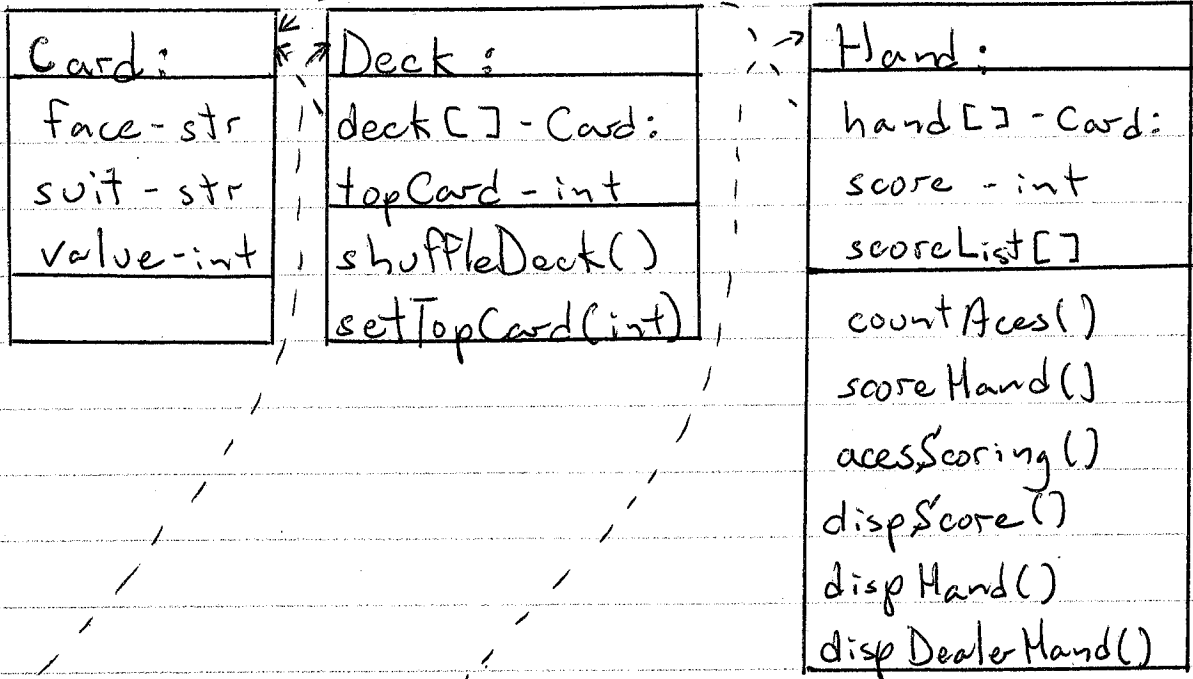 Card:
face-str
suit - str
value-int
Deck:
deck[] - Card:
topCard - int
shuffleDeck()
setTopCard(int)
Hand:
hand[] - Card:
score - int
scoreList[]
countAces()
scoreHand()
acesScoring()
dispScore()
dispHand()
dispDealerHand()